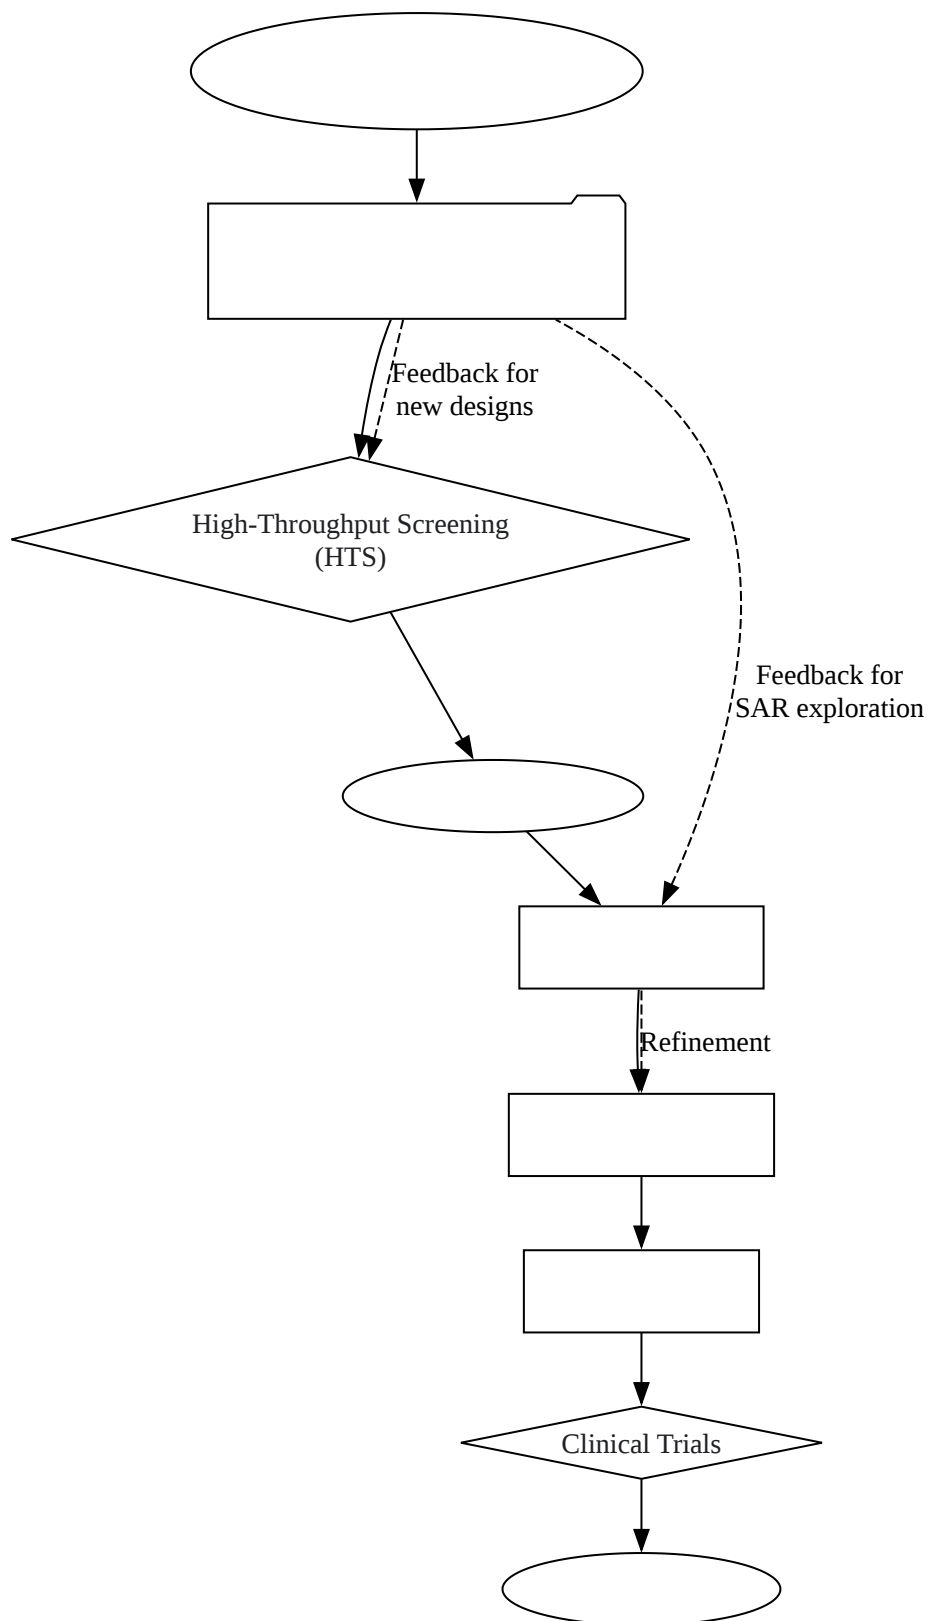 Feedback for
new designs
High-Throughput Screening
(HTS)
Feedback for
SAR exploration
Refinement
Clinical Trials